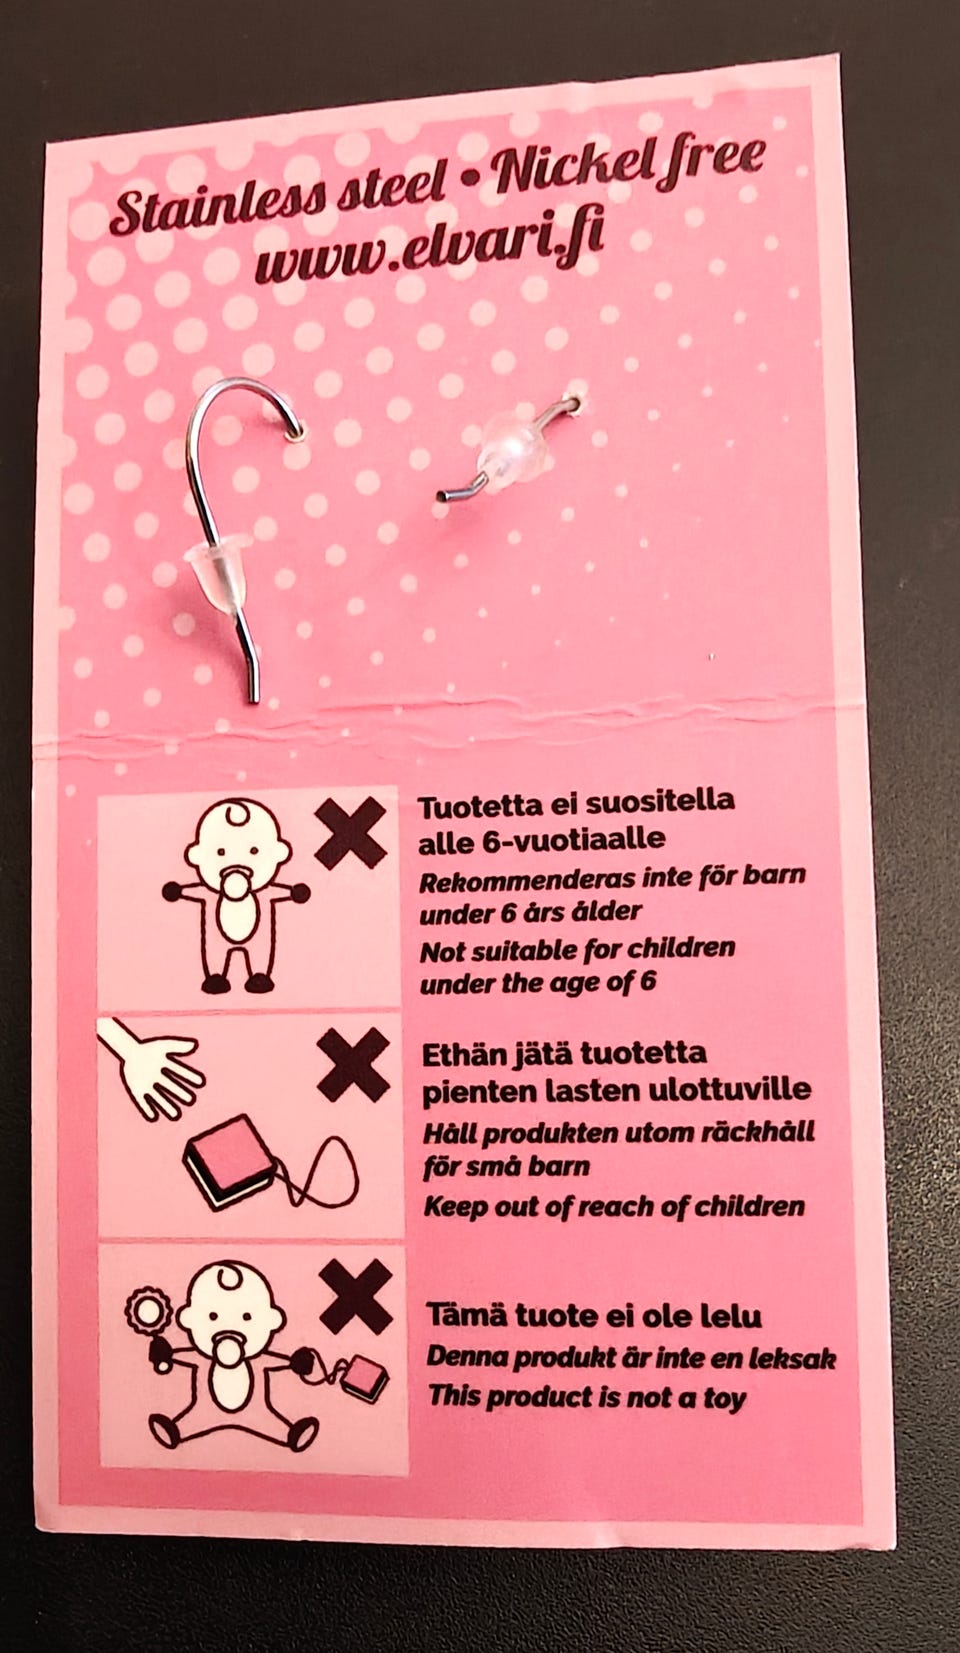 Stainless steel • Nickel free
www.elvari.fi
Tuotetta ei suositella
alle 6-vuotiaalle
Rekommenderas inte för barn
under 6 års ålder
Not suitable for children
under the age of 6
Ethän jätä tuotetta
pienten lasten ulottuville
Håll produkten utom räckhåll
för små barn
Keep out of reach of children
Tämä tuote ei ole lelu
Denna produkt är inte en leksak
This product is not a toy